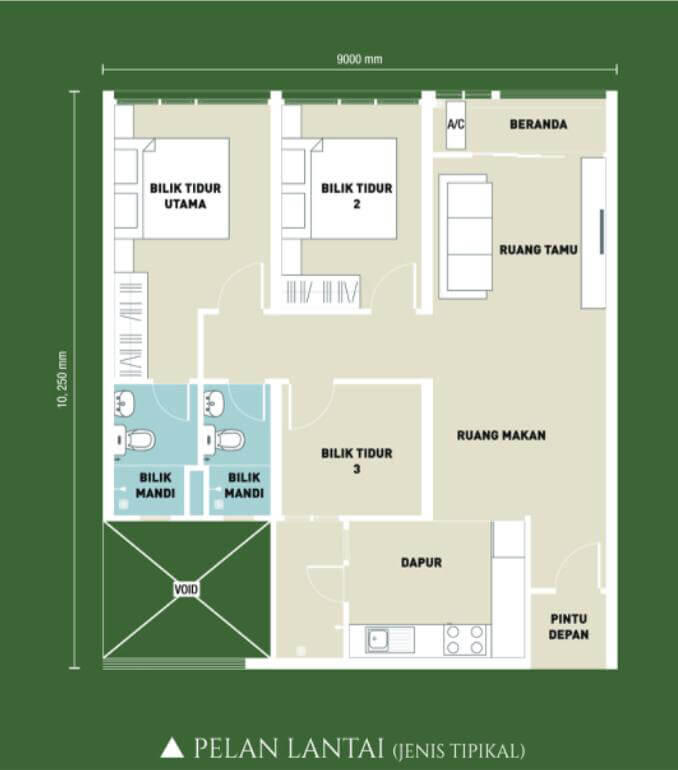 9000 mm
A/C
BERANDA
BILIK TIDUR
UTAMA
BILIK TIDUR
2
RUANG TAMU
10, 250 mm
RUANG MAKAN
BILIK TIDUR
3
BILIK
MANDI
BILIK
MANDI
DAPUR
VOID
PINTU
DEPAN
PELAN LANTAI (JENIS TIPIKAL)